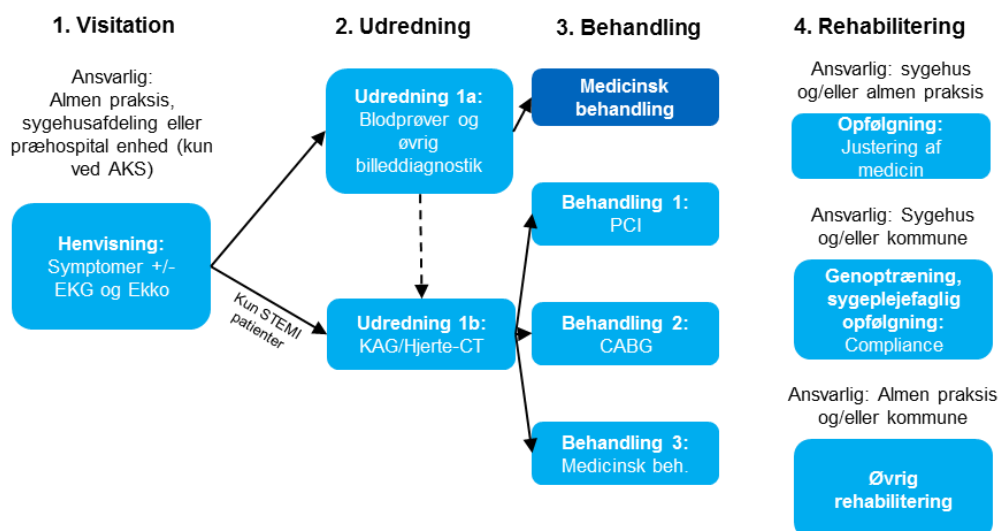 1. Visitation
Ansvarlig:
Almen praksis,
sygehusafdeling eller
præhospital enhed (kun
ved AKS)
Henvisning:
Symptomer +/-
EKG og Ekko
Kun STEMI
patienter
2. Udredning
Udredning 1a:
Blodprøver og
øvrig
billeddiagnostik
Udredning 1b:
KAG/Hjerte-CT
3. Behandling
Medicinsk
behandling
Behandling 1:
PCI
Behandling 2:
CABG
Behandling 3:
Medicinsk beh.
4. Rehabilitering
Ansvarlig: sygehus
og/eller almen praksis
Opfølgning:
Justering af
medicin
Ansvarlig: Sygehus
og/eller kommune
Genoptræning,
sygeplejefaglig
opfølgning:
Compliance
Ansvarlig: Almen praksis
og/eller kommune
Øvrig
rehabilitering